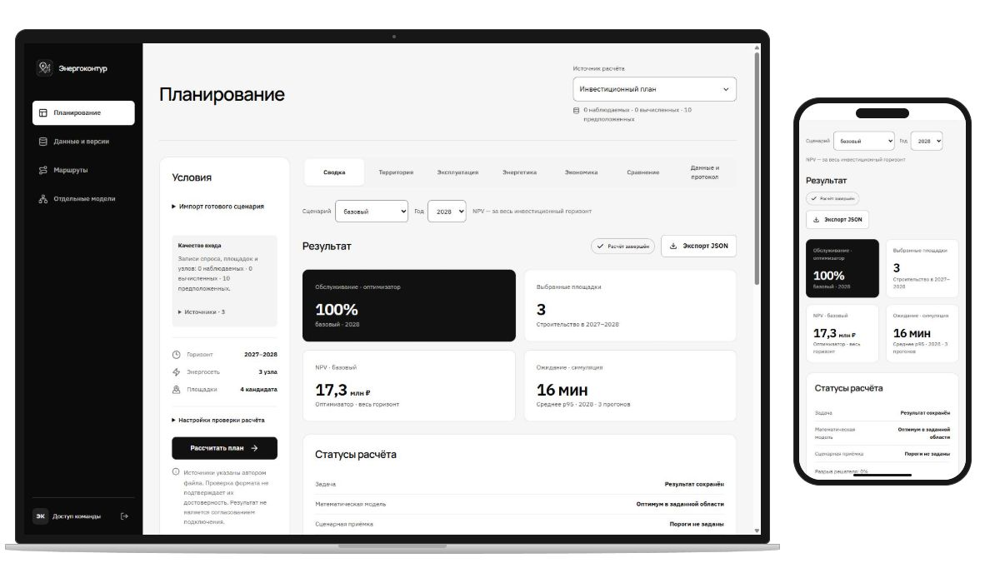 Энергоконтур
Планирование
Данные и версии
Маршруты
Отдельные модели
ЭК Доступ команды
Планирование
Источник расчёта
Инвестиционный план
0 наблюдаемых · 0 вычисленных · 10
предположенных
Условия
Импорт готового сценария
Качество входа
Записи спроса, площадок и
узлов: 0 наблюдаемых · 0
вычисленных · 10
предположенных.
Источники · 3
Горизонт 2027–2028
Энергосеть 3 узла
Площадки 4 кандидата
Настройки проверки расчёта
Рассчитать план →
Источники указаны автором
файла. Проверка формата не
подтверждает их
достоверность. Результат не
является согласованием
подключения.
Сводка Территория Эксплуатация Энергетика Экономика Сравнение Данные и
протокол
Сценарий базовый Год 2028 NPV — за весь инвестиционный горизонт
Результат Расчёт завершён Экспорт JSON
Обслуживание · оптимизатор
100%
базовый · 2028
Выбранные площадки
3
Строительство в 2027–2028
NPV · базовый
17,3 млн ₽
Оптимизатор · весь горизонт
Ожидание · симуляция
16 мин
Среднее p95 · 2028 · 3 прогонов
Статусы расчёта
Задача Результат сохранён
Математическая модель Оптимум в заданной области
Сценарная приёмка Пороги не заданы
Сценарий базовый Год 2028
NPV — за весь инвестиционный горизонт
Результат
Расчёт завершён
Экспорт JSON
Обслуживание ·
оптимизатор
100%
базовый · 2028
Выбранные площадки
3
Строительство в 2027–
2028
NPV · базовый
17,3 млн ₽
Оптимизатор · весь
горизонт
Ожидание · симуляция
16 мин
Среднее p95 · 2028 · 3
прогонов
Статусы расчёта
Задача Результат сохранён
Математическая
модель
Оптимум в заданной
области
Сценарная приёмка Пороги не заданы
Разрыв решателя: 0%